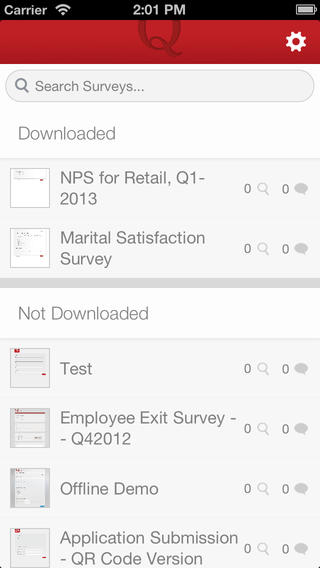 Carrier 2:01 PM
Q
Search Surveys...
Downloaded
NPS for Retail, Q1-
2013
0 0
Marital Satisfaction
Survey
0 0
Not Downloaded
Test
0 0
Employee Exit Survey -
- Q42012
0 0
Offline Demo
0 0
Application Submission
- QR Code Version
0 0